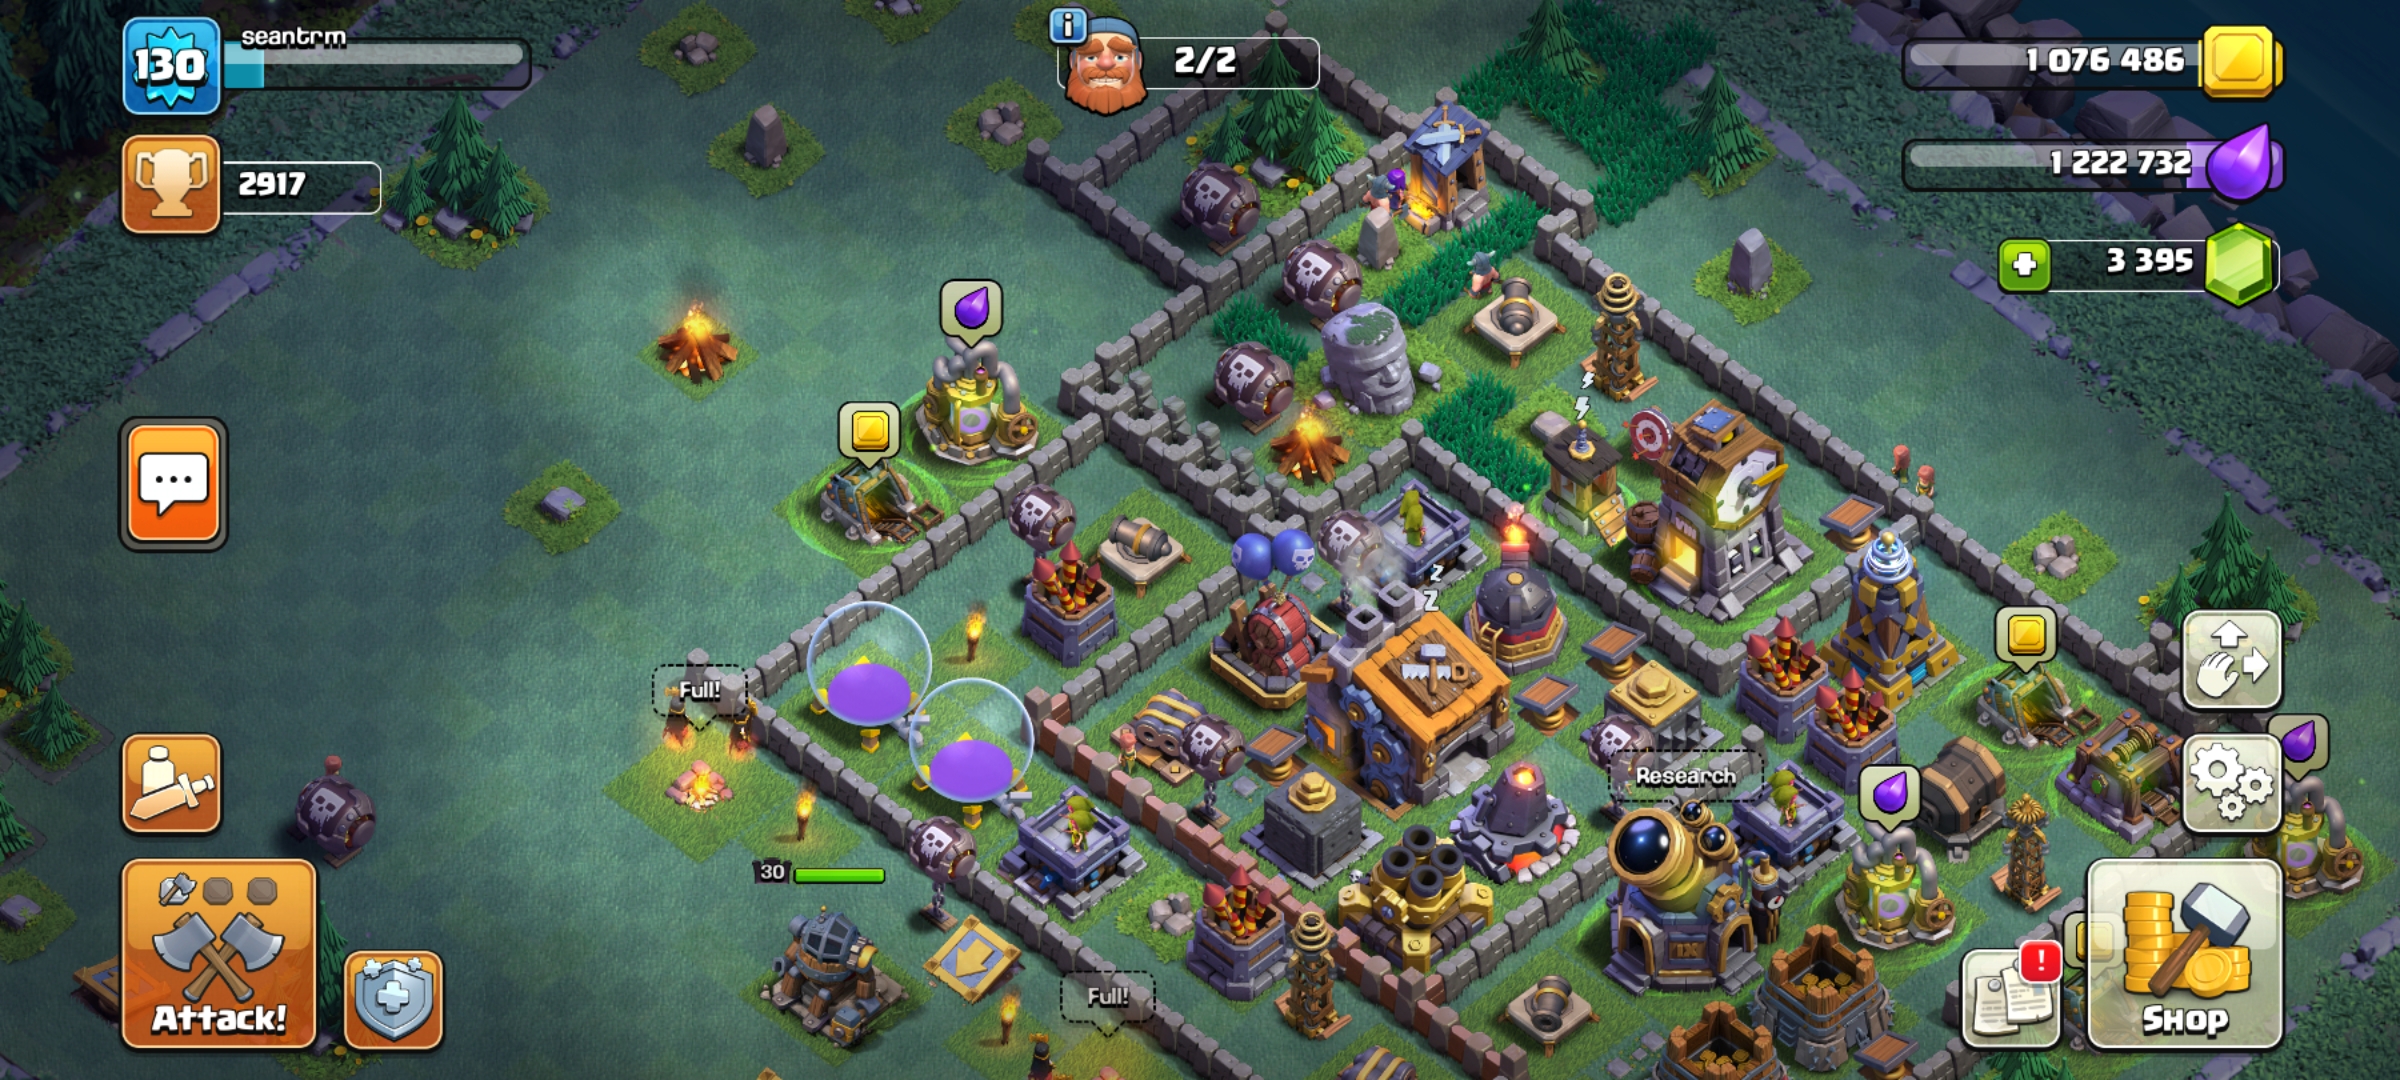 130
seantrm
2/2
1 076 486
2917
1 222 732
3 395
z
z
Full!
Research
30
IX
Full!
!
Attack!
Shop